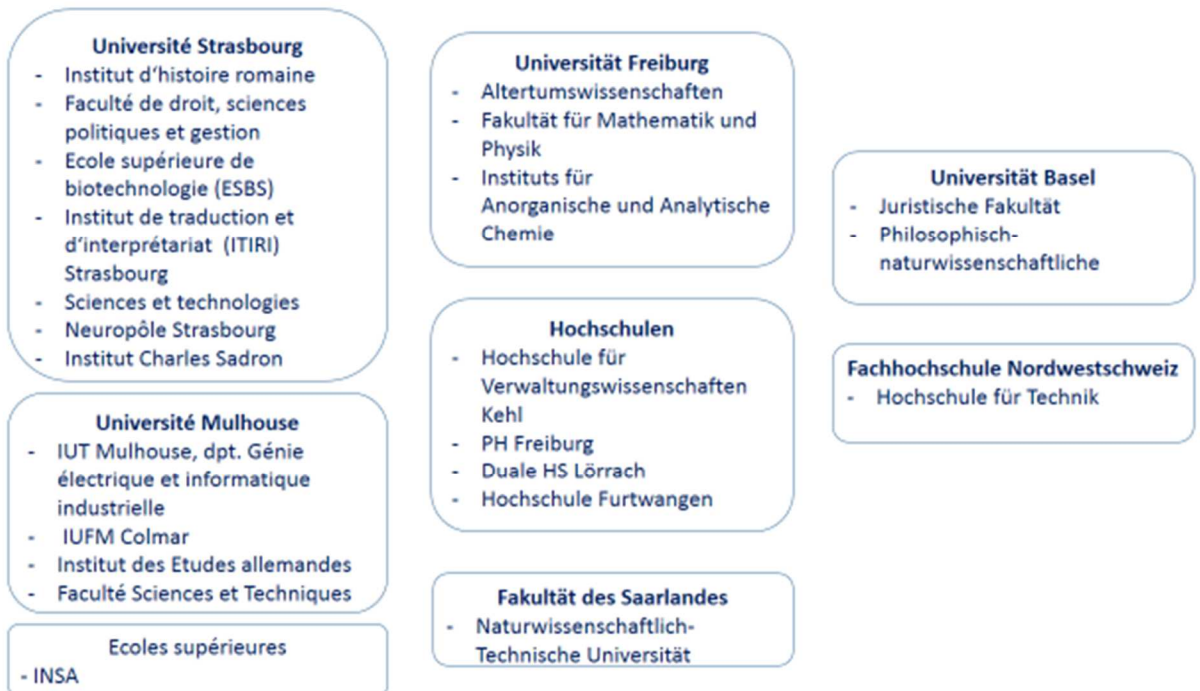 Université Strasbourg
- Institut d‘histoire romaine
- Faculté de droit, sciences
politiques et gestion
- Ecole supérieure de
biotechnologie (ESBS)
- Institut de traduction et
d‘interprétariat (ITIRI)
Strasbourg
- Sciences et technologies
- Neuropôle Strasbourg
- Institut Charles Sadron
Université Mulhouse
- IUT Mulhouse, dpt. Génie
électrique et informatique
industrielle
- IUFM Colmar
- Institut des Etudes allemandes
- Faculté Sciences et Techniques
Ecoles supérieures
- INSA
Universität Freiburg
- Altertumswissenschaften
- Fakultät für Mathematik und
Physik
- Instituts für
Anorganische und Analytische
Chemie
Hochschulen
- Hochschule für
Verwaltungswissenschaften
Kehl
- PH Freiburg
- Duale HS Lörrach
- Hochschule Furtwangen
Fakultät des Saarlandes
- Naturwissenschaftlich-
Technische Universität
Universität Basel
- Juristische Fakultät
- Philosophisch-
naturwissenschaftliche
Fachhochschule Nordwestschweiz
- Hochschule für Technik